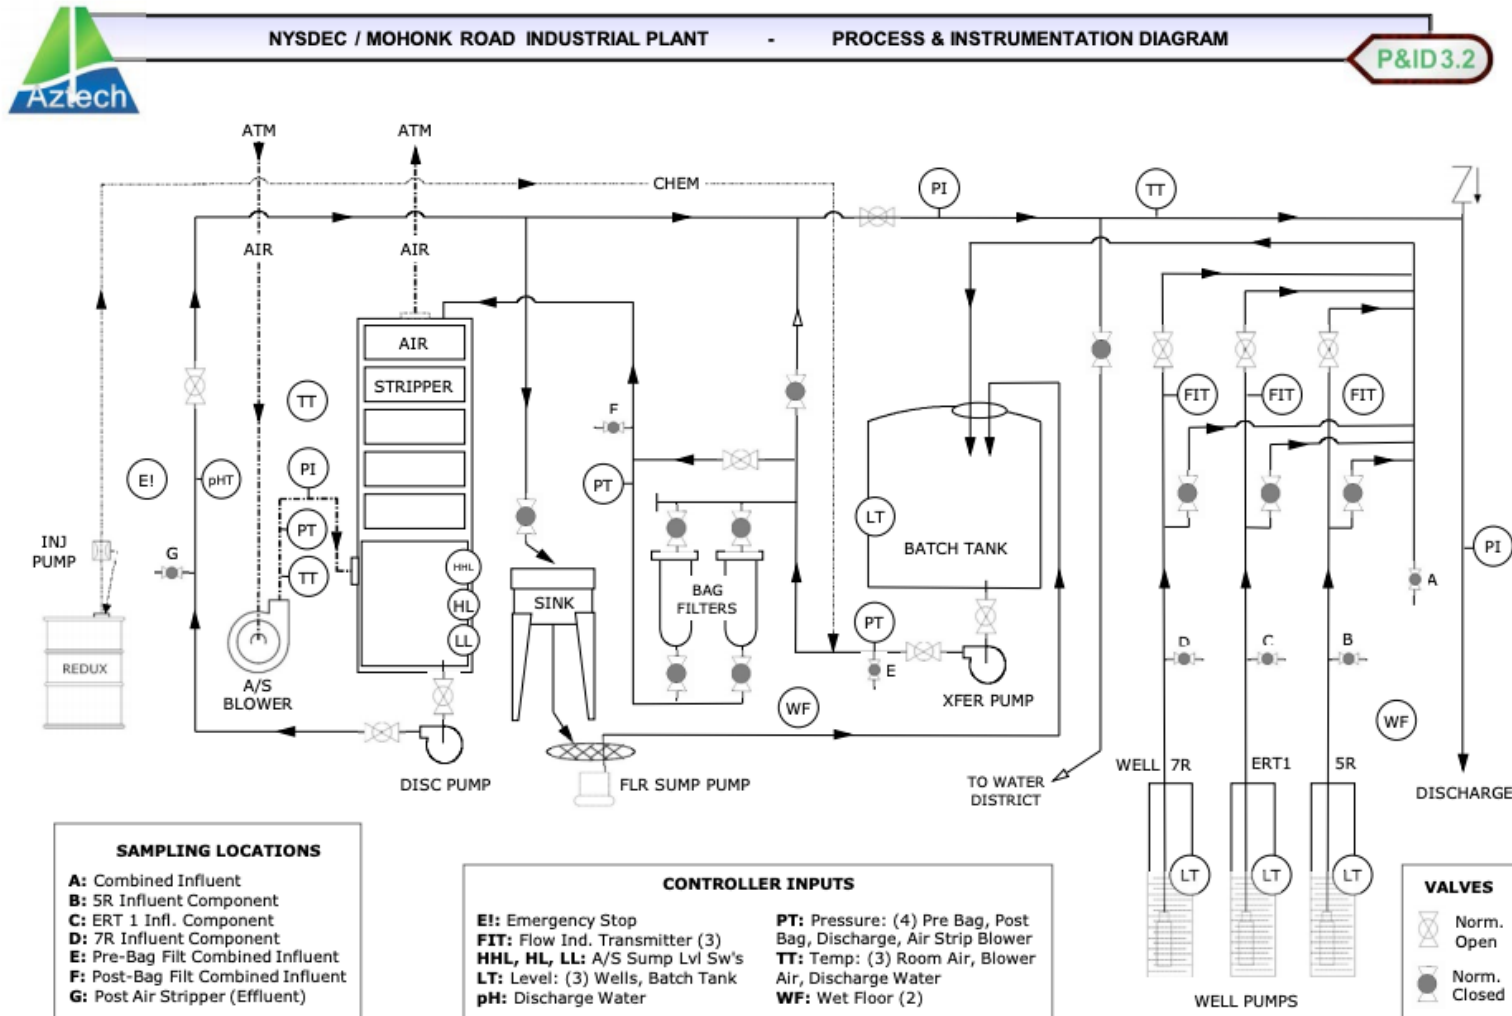 NYSDEC / MOHONK ROAD INDUSTRIAL PLANT - PROCESS & INSTRUMENTATION DIAGRAM
P&ID 3.2
Aztech
ATM
ATM
CHEM
PI
TT
AIR
AIR
AIR
STRIPPER
TT
FIT
FIT
FIT
F
PI
E!
pHT
PT
LT
PT
BATCH TANK
INJ
PUMP
G
TT
HHL
HL
LL
SINK
BAG
FILTERS
PT
PI
A
REDUX
A/S
BLOWER
E
XFER PUMP
D
C
B
WF
WF
DISC PUMP
FLR SUMP PUMP
TO WATER
DISTRICT
WELL 7R
ERT1
5R
DISCHARGE
LT
LT
LT
WELL PUMPS
SAMPLING LOCATIONS
A: Combined Influent
B: 5R Influent Component
C: ERT 1 Infl. Component
D: 7R Influent Component
E: Pre-Bag Filt Combined Influent
F: Post-Bag Filt Combined Influent
G: Post Air Stripper (Effluent)
CONTROLLER INPUTS
E!: Emergency Stop
FIT: Flow Ind. Transmitter (3)
HHL, HL, LL: A/S Sump Lvl Sw's
LT: Level: (3) Wells, Batch Tank
pH: Discharge Water
PT: Pressure: (4) Pre Bag, Post
Bag, Discharge, Air Strip Blower
TT: Temp: (3) Room Air, Blower
Air, Discharge Water
WF: Wet Floor (2)
VALVES
Norm.
Open
Norm.
Closed